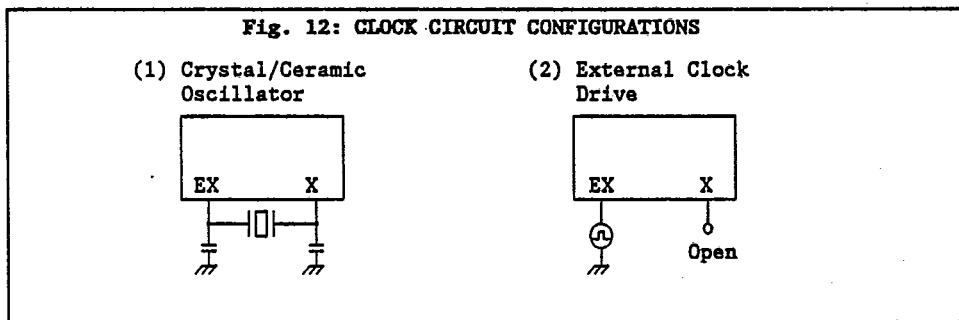 Fig. 12: CLOCK CIRCUIT CONFIGURATIONS
(1) Crystal/Ceramic
Oscillator
EX X
(2) External Clock
Drive
EX X
Open